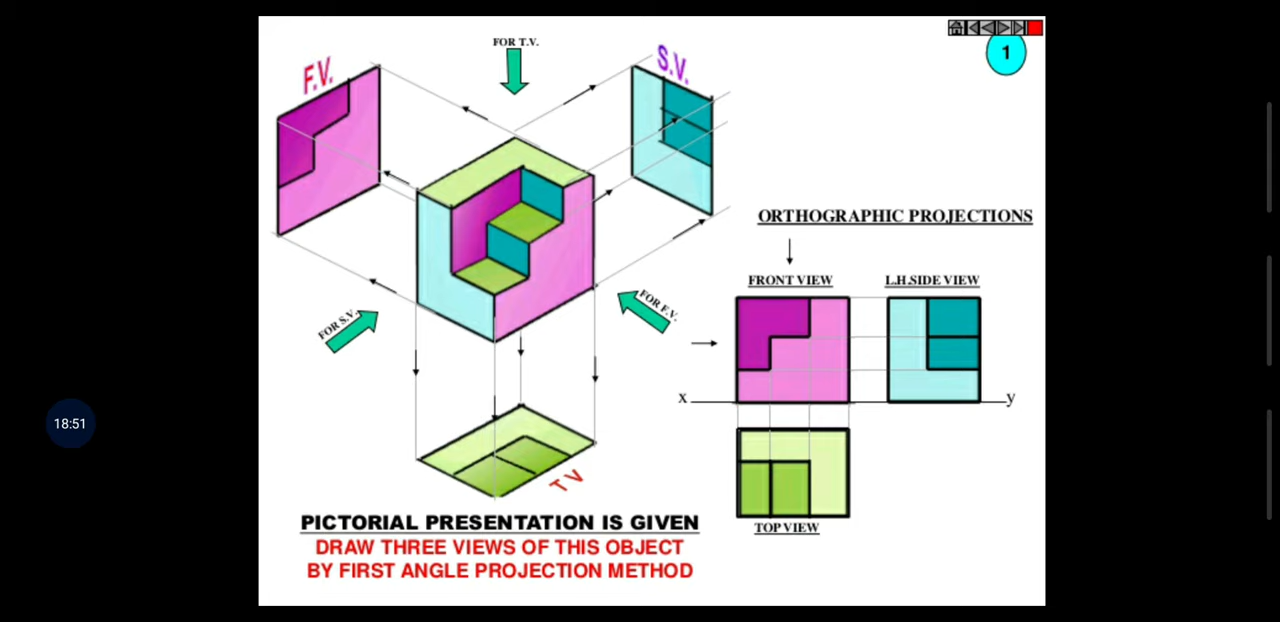 FOR T.V.
F.V.
S.V.
1
ORTHOGRAPHIC PROJECTIONS
FRONT VIEW
L.H.SIDE VIEW
FOR S.V.
FOR F.V.
x
y
18:51
T V
PICTORIAL PRESENTATION IS GIVEN
TOP VIEW
DRAW THREE VIEWS OF THIS OBJECT
BY FIRST ANGLE PROJECTION METHOD